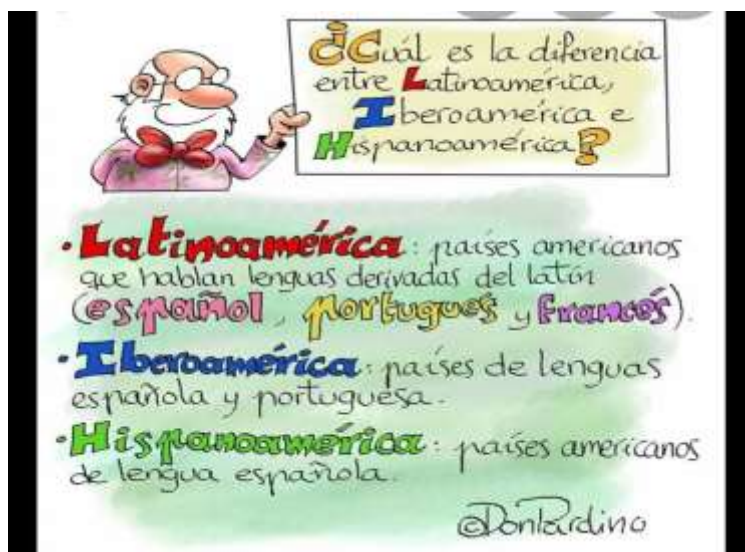 ¿Cuál es la diferencia
entre Latinoamérica,
Iberoamérica e
Hispanoamérica?
· Latinoamérica: países americanos
que hablan lenguas derivadas del latín
(español, portugués y francés).
· Iberoamérica: países de lenguas
española y portuguesa.
· Hispanoamérica: países americanos
de lengua española.
©DonPardino